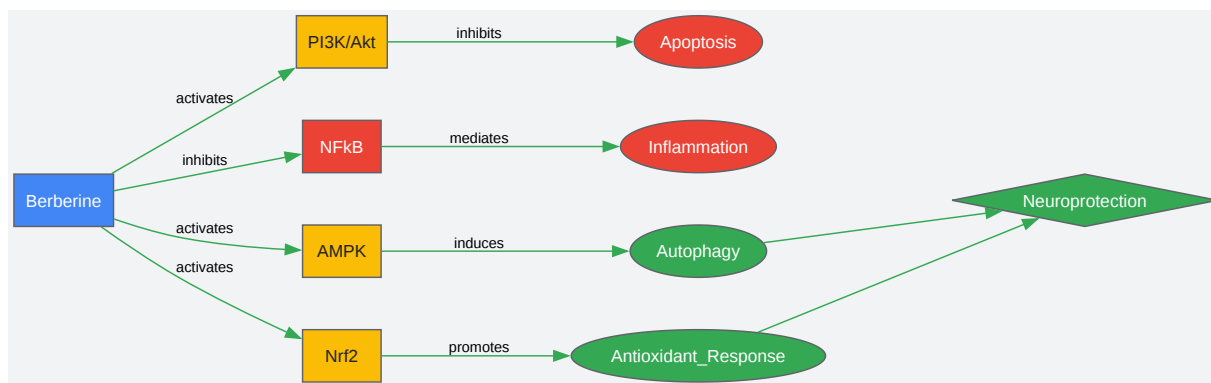 PI3K/Akt
inhibits
Apoptosis
activates
NFkB
mediates
Inflammation
inhibits
Berberine
Neuroprotection
activates
AMPK
induces
Autophagy
activates
Nrf2
promotes
Antioxidant_Response